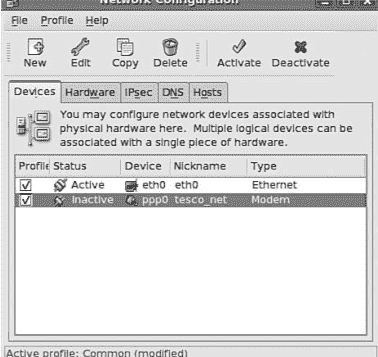 Network Configuration
File Profile Help
New Edit Copy Delete Activate Deactivate
Devices Hardware IPsec DNS Hosts
You may configure network devices associated with
physical hardware here. Multiple logical devices can be
associated with a single piece of hardware.
Profile Status Device Nickname Type
Active eth0 eth0 Ethernet
Inactive ppp0 tesco_net Modem
Active profile: Common (modified)